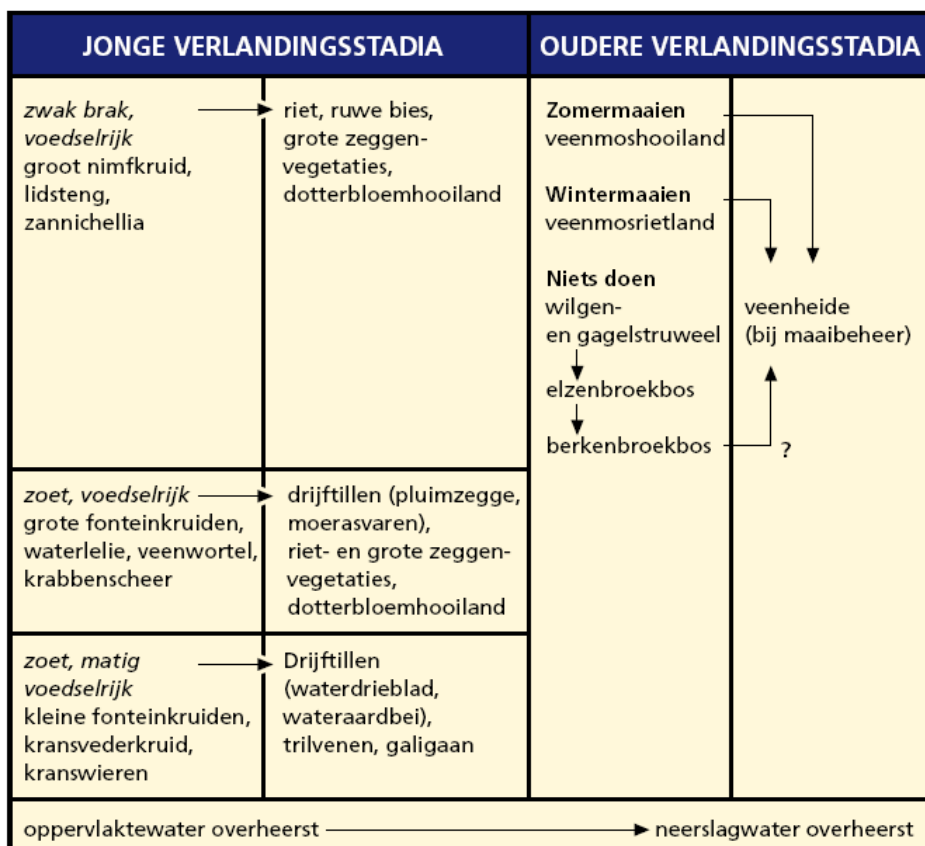 JONGE VERLANDINGSSTADIA
OUDERE VERLANDINGSSTADIA
zwak brak,
voedselrijk
groot nimfkruid,
lidsteng,
zannichellia
riet, ruwe bies,
grote zeggen-
vegetaties,
dotterbloemhooiland
Zomermaaien
veenmoshooiland
Wintermaaien
veenmosrietland
Niets doen
wilgen-
en gagelstruweel
elzenbroekbos
berkenbroekbos
veenheide
(bij maaibeheer)
?
zoet, voedselrijk
grote fonteinkruiden,
waterlelie, veenwortel,
krabbenscheer
drijftillen (pluimzegge,
moerasvaren),
riet- en grote zeggen-
vegetaties,
dotterbloemhooiland
zoet, matig
voedselrijk
kleine fonteinkruiden,
kransvederkruid,
kranswieren
Drijftillen
(waterdrieblad,
wateraardbei),
trilvenen, galigaan
oppervlaktewater overheerst
neerslagwater overheerst